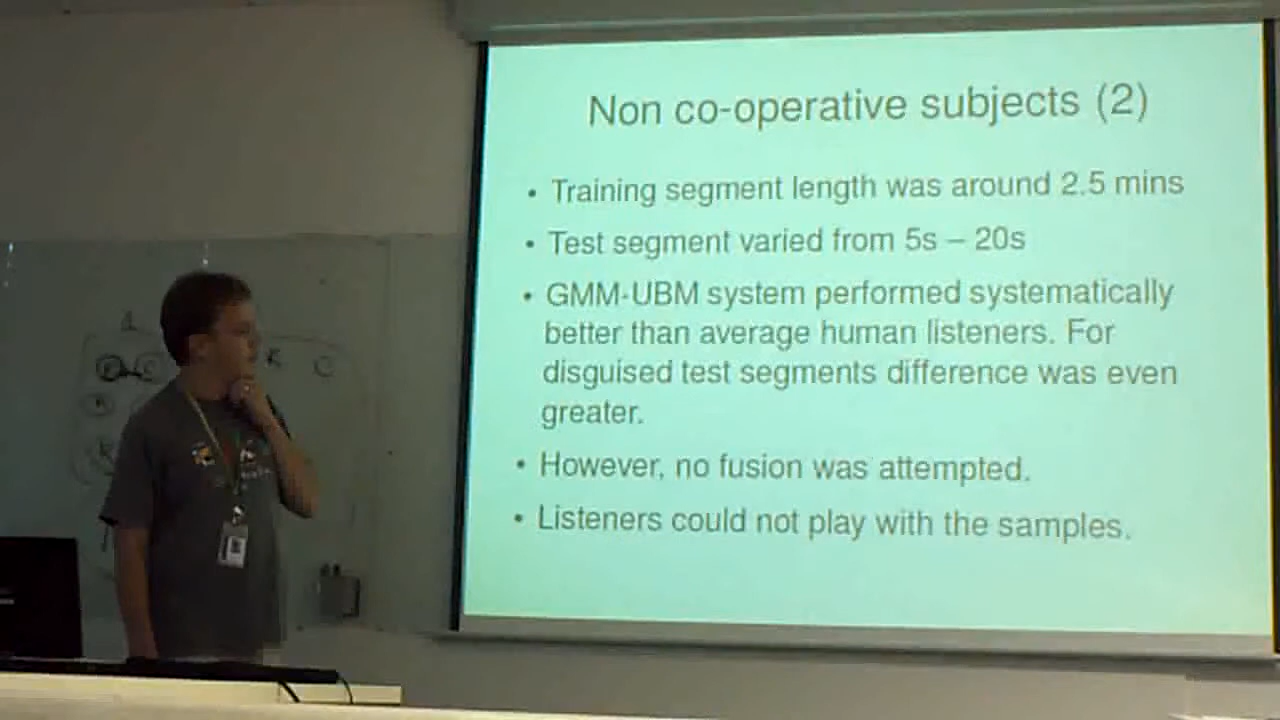 Non co-operative subjects (2)
• Training segment length was around 2.5 mins
• Test segment varied from 5s – 20s
• GMM-UBM system performed systematically
better than average human listeners. For
disguised test segments difference was even
greater.
• However, no fusion was attempted.
• Listeners could not play with the samples.